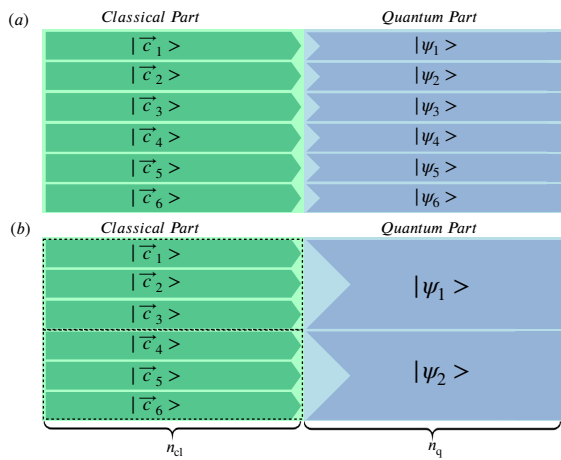 (a) Classical Part Quantum Part
| c⃗ 1 > |ψ1 >
| c⃗ 2 > |ψ2 >
| c⃗ 3 > |ψ3 >
| c⃗ 4 > |ψ4 >
| c⃗ 5 > |ψ5 >
| c⃗ 6 > |ψ6 >
(b) Classical Part Quantum Part
| c⃗ 1 >
| c⃗ 2 >
|ψ1 >
| c⃗ 3 >
| c⃗ 4 >
| c⃗ 5 >
|ψ2 >
| c⃗ 6 >
ncl nq